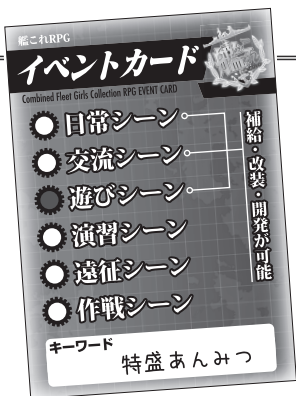 艦これRPG
イベントカード
Combined Fleet Girls Collection RPG EVENT CARD
日常シーン
交流シーン
遊びシーン
演習シーン
遠征シーン
作戦シーン
補給・改装・開発が可能
キーワード
特盛あんみつ